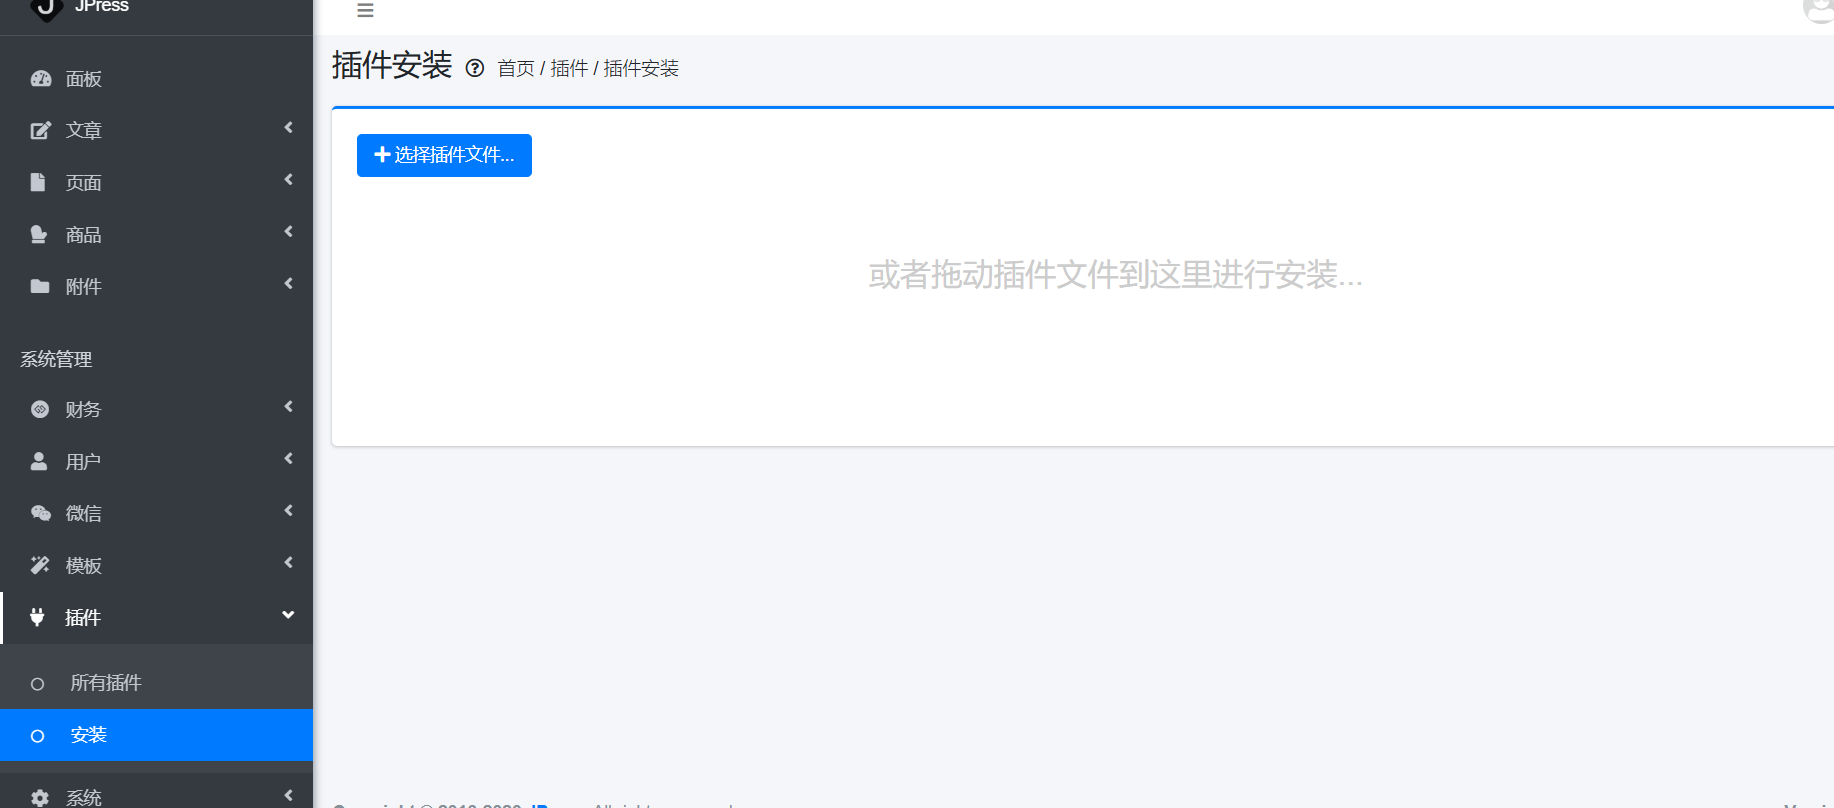 JPress
面板
文章
页面
商品
附件
系统管理
财务
用户
微信
模板
插件
所有插件
安装
系统
插件安装 首页 / 插件 / 插件安装
选择插件文件...
或者拖动插件文件到这里进行安装...